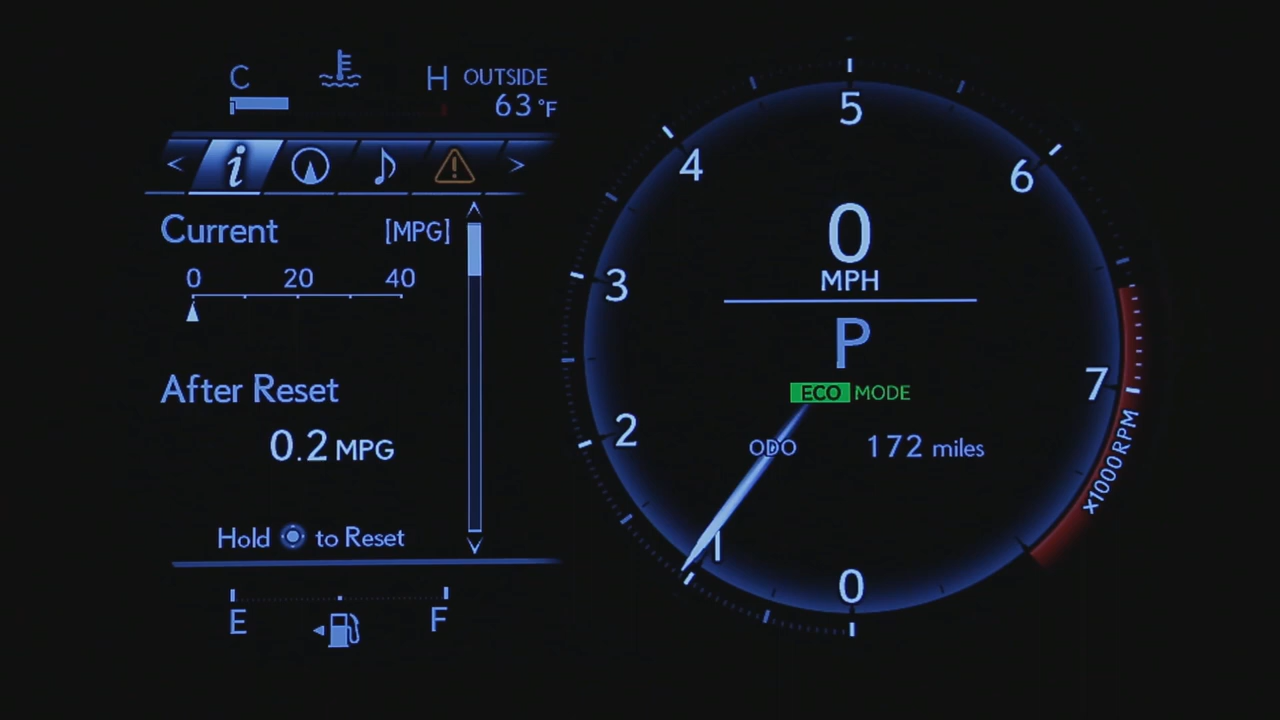 C H OUTSIDE
63 °F
< i >
Current [MPG]
0 20 40
After Reset
0.2 MPG
Hold to Reset
E F
5
4 6
3
2 7
1 0
0
MPH
P
ECO MODE
ODO 172 miles
x1000RPM